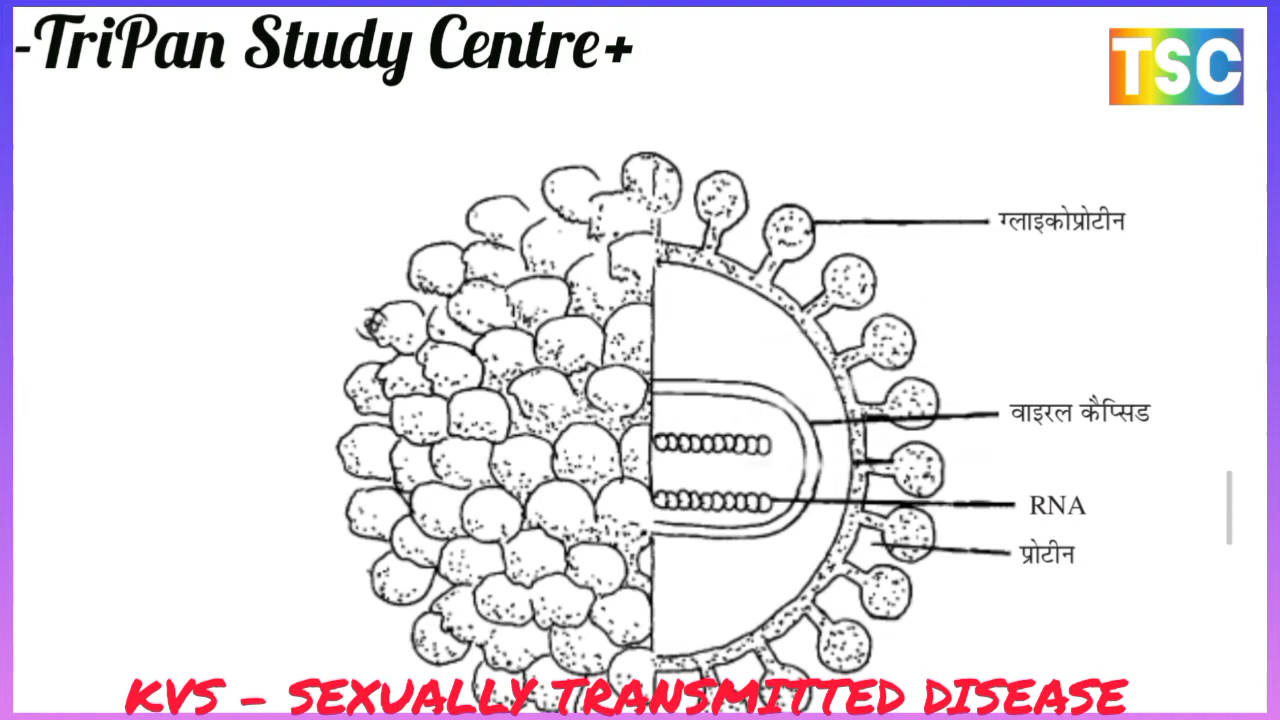 -TriPan Study Centre+
TSC
ग्लाइकोप्रोटीन
वाइरल कैप्सिड
RNA
प्रोटीन
KVS - SEXUALLY TRANSMITTED DISEASE